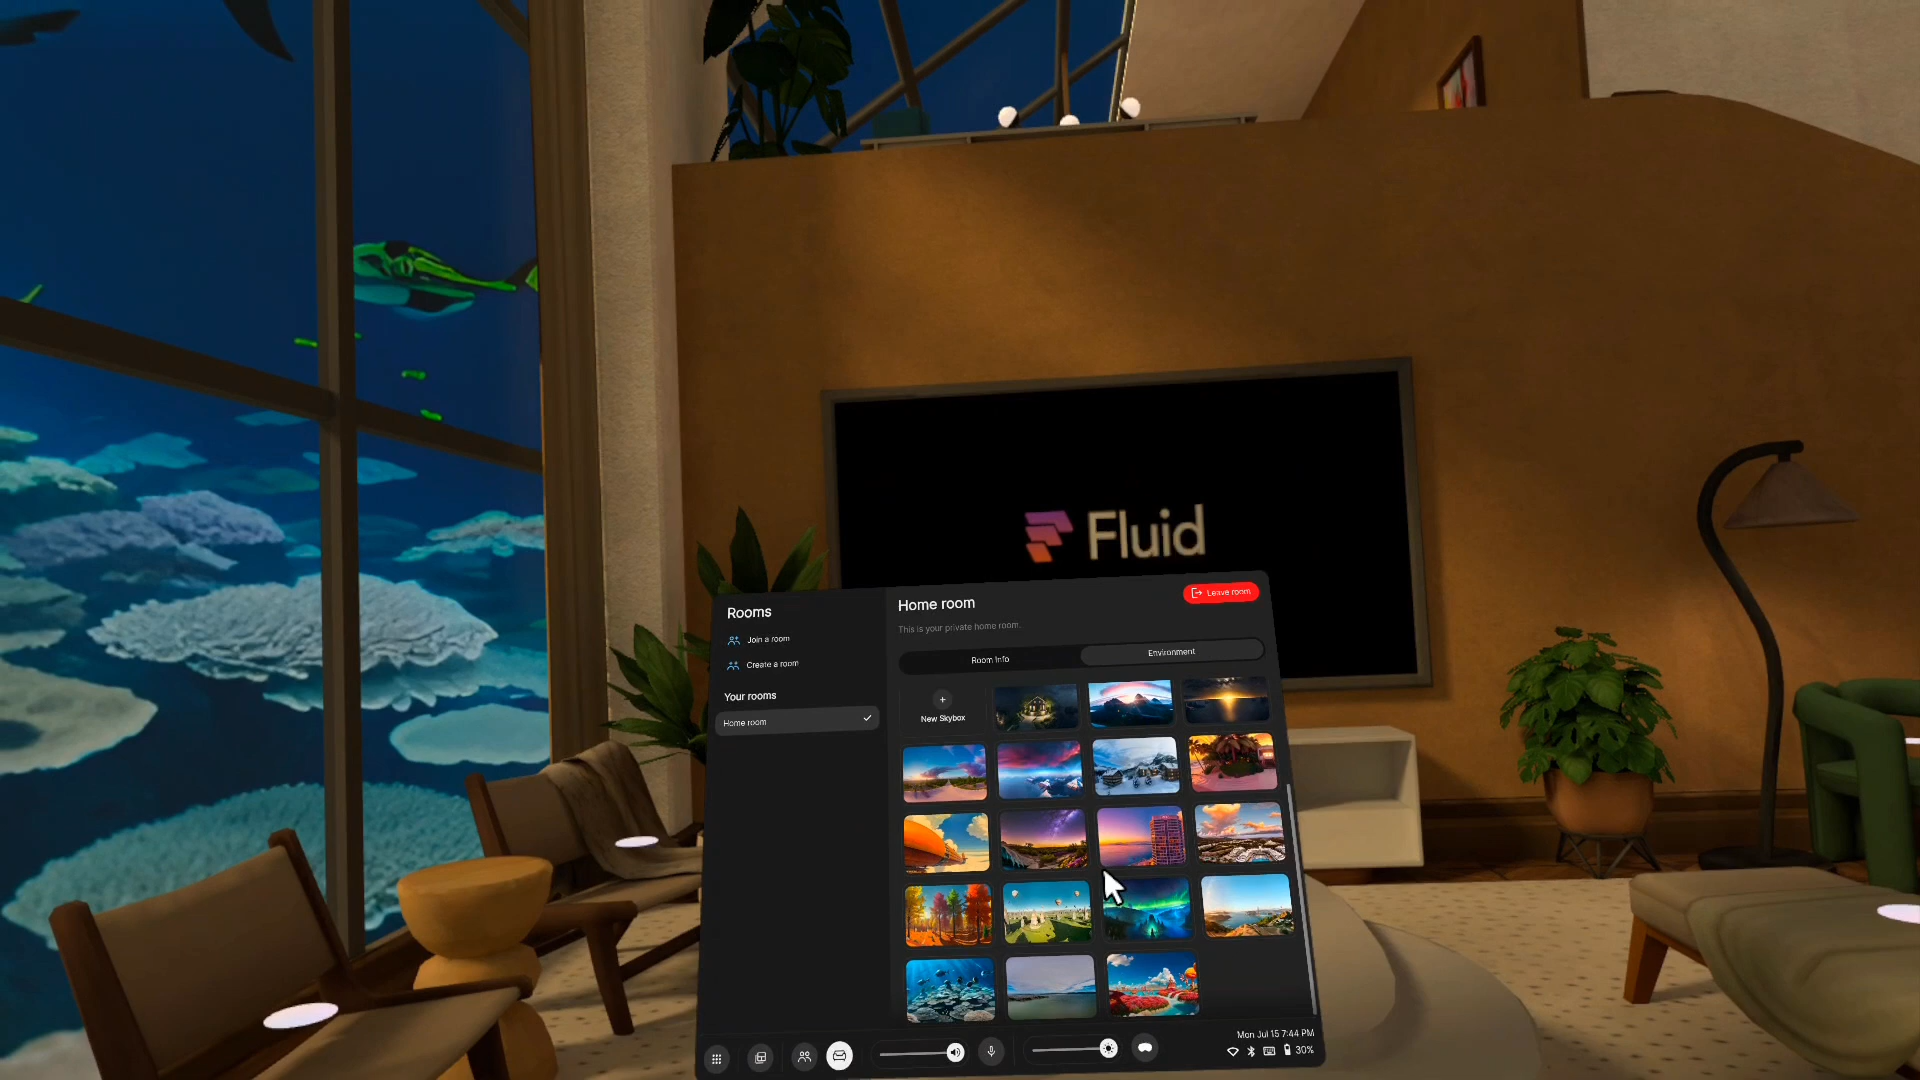 Fluid
Rooms
Join a room
Create a room
Your rooms
Home room
Home room
Leave room
This is your private home room.
Room Info
Environment
New Skybox
Mon Jul 15 7:44 PM
30%